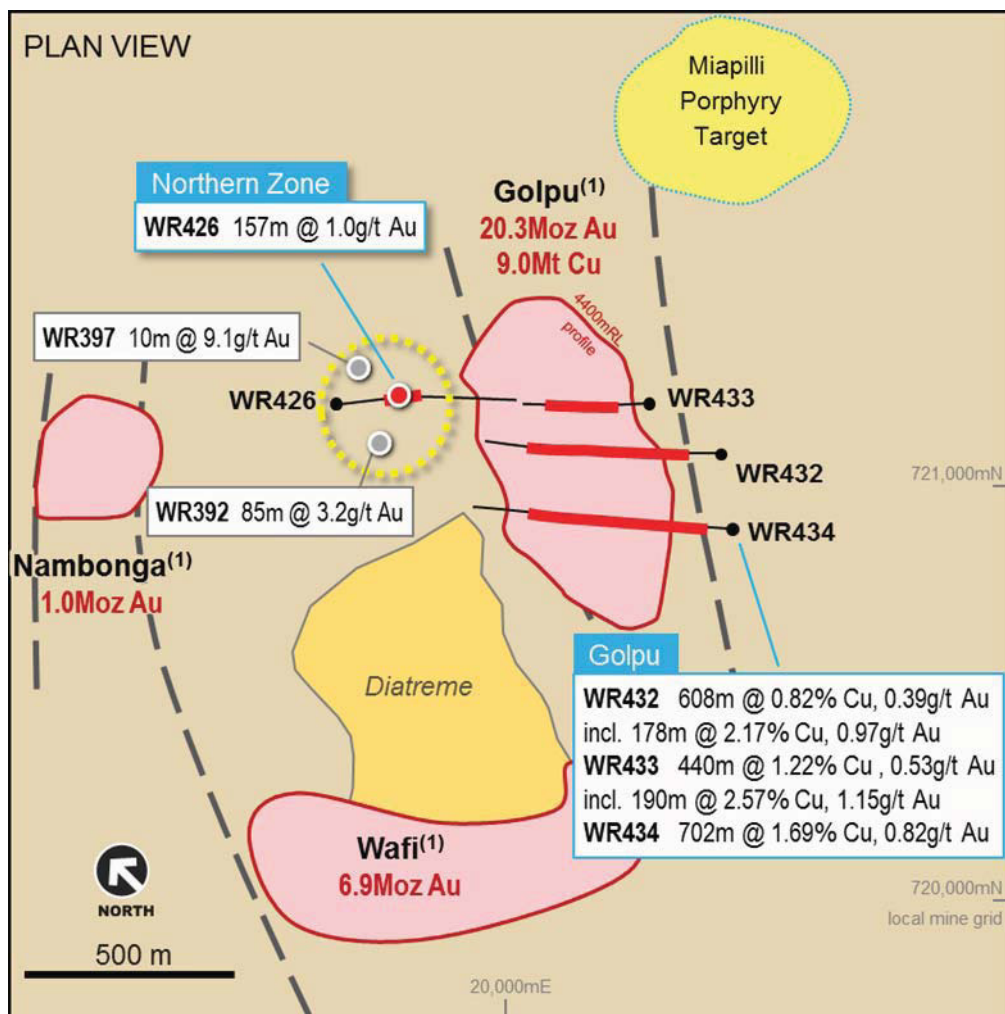 PLAN VIEW
Miapilli
Porphyry
Target
Northern Zone
WR426 157m @ 1.0g/t Au
Golpu(1)
20.3Moz Au
9.0Mt Cu
4400mRL
profile
WR397 10m @ 9.1g/t Au
WR426
WR433
WR432
721,000mN
WR392 85m @ 3.2g/t Au
WR434
Nambonga(1)
1.0Moz Au
Diatreme
Golpu
WR432 608m @ 0.82% Cu, 0.39g/t Au
incl. 178m @ 2.17% Cu, 0.97g/t Au
WR433 440m @ 1.22% Cu , 0.53g/t Au
incl. 190m @ 2.57% Cu, 1.15g/t Au
WR434 702m @ 1.69% Cu, 0.82g/t Au
Wafi(1)
6.9Moz Au
NORTH
720,000mN
local mine grid
500 m
20,000mE